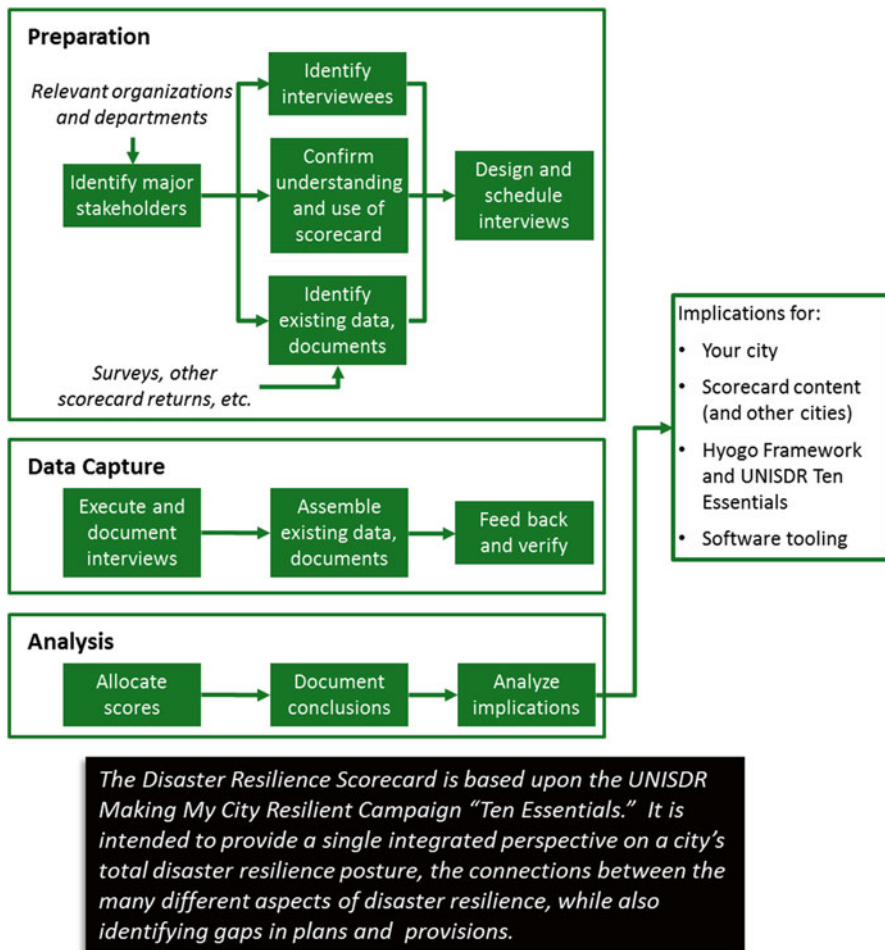 Preparation
Relevant organizations
and departments
Identify major
stakeholders
Identify
interviewees
Confirm
understanding
and use of
scorecard
Identify
existing data,
documents
Surveys, other
scorecard returns, etc.
Design and
schedule
interviews
Data Capture
Execute and
document
interviews
Assemble
existing data,
documents
Feed back
and verify
Analysis
Allocate
scores
Document
conclusions
Analyze
implications
Implications for:
• Your city
• Scorecard content
(and other cities)
• Hyogo Framework
and UNISDR Ten
Essentials
• Software tooling
The Disaster Resilience Scorecard is based upon the UNISDR
Making My City Resilient Campaign “Ten Essentials.” It is
intended to provide a single integrated perspective on a city’s
total disaster resilience posture, the connections between the
many different aspects of disaster resilience, while also
identifying gaps in plans and provisions.